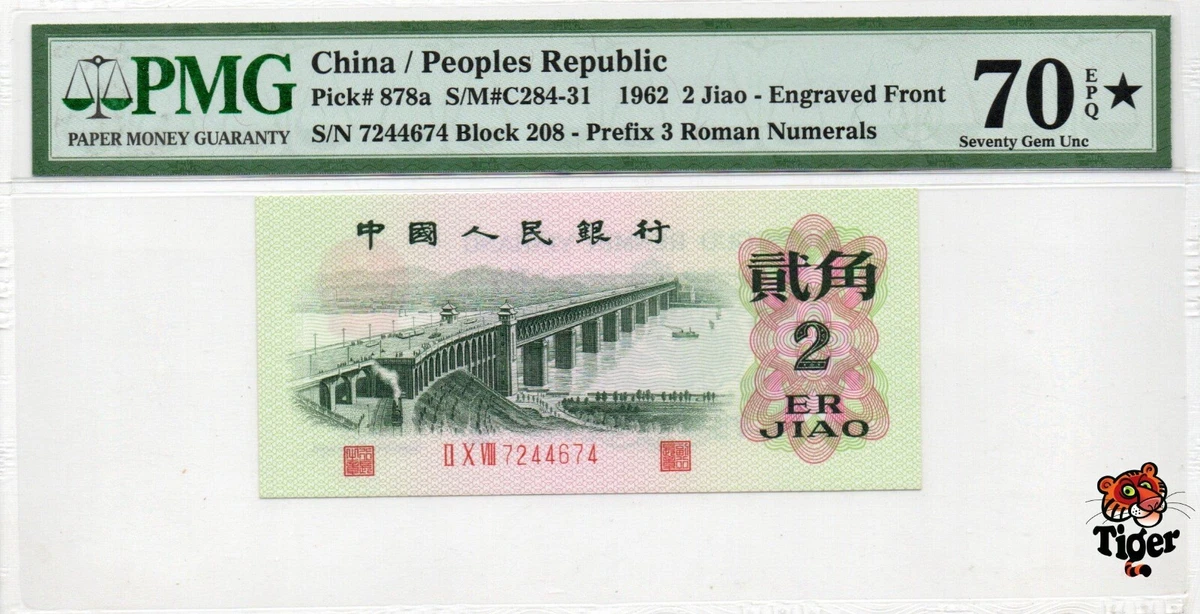 PMG
PAPER MONEY GUARANTY
China / Peoples Republic
Pick# 878a S/M#C284-31 1962 2 Jiao - Engraved Front
S/N 7244674 Block 208 - Prefix 3 Roman Numerals
70 EPQ ★
Seventy Gem Unc
中國人民銀行
貳角
2
ER
JIAO
II X VIII 7244674
Tiger